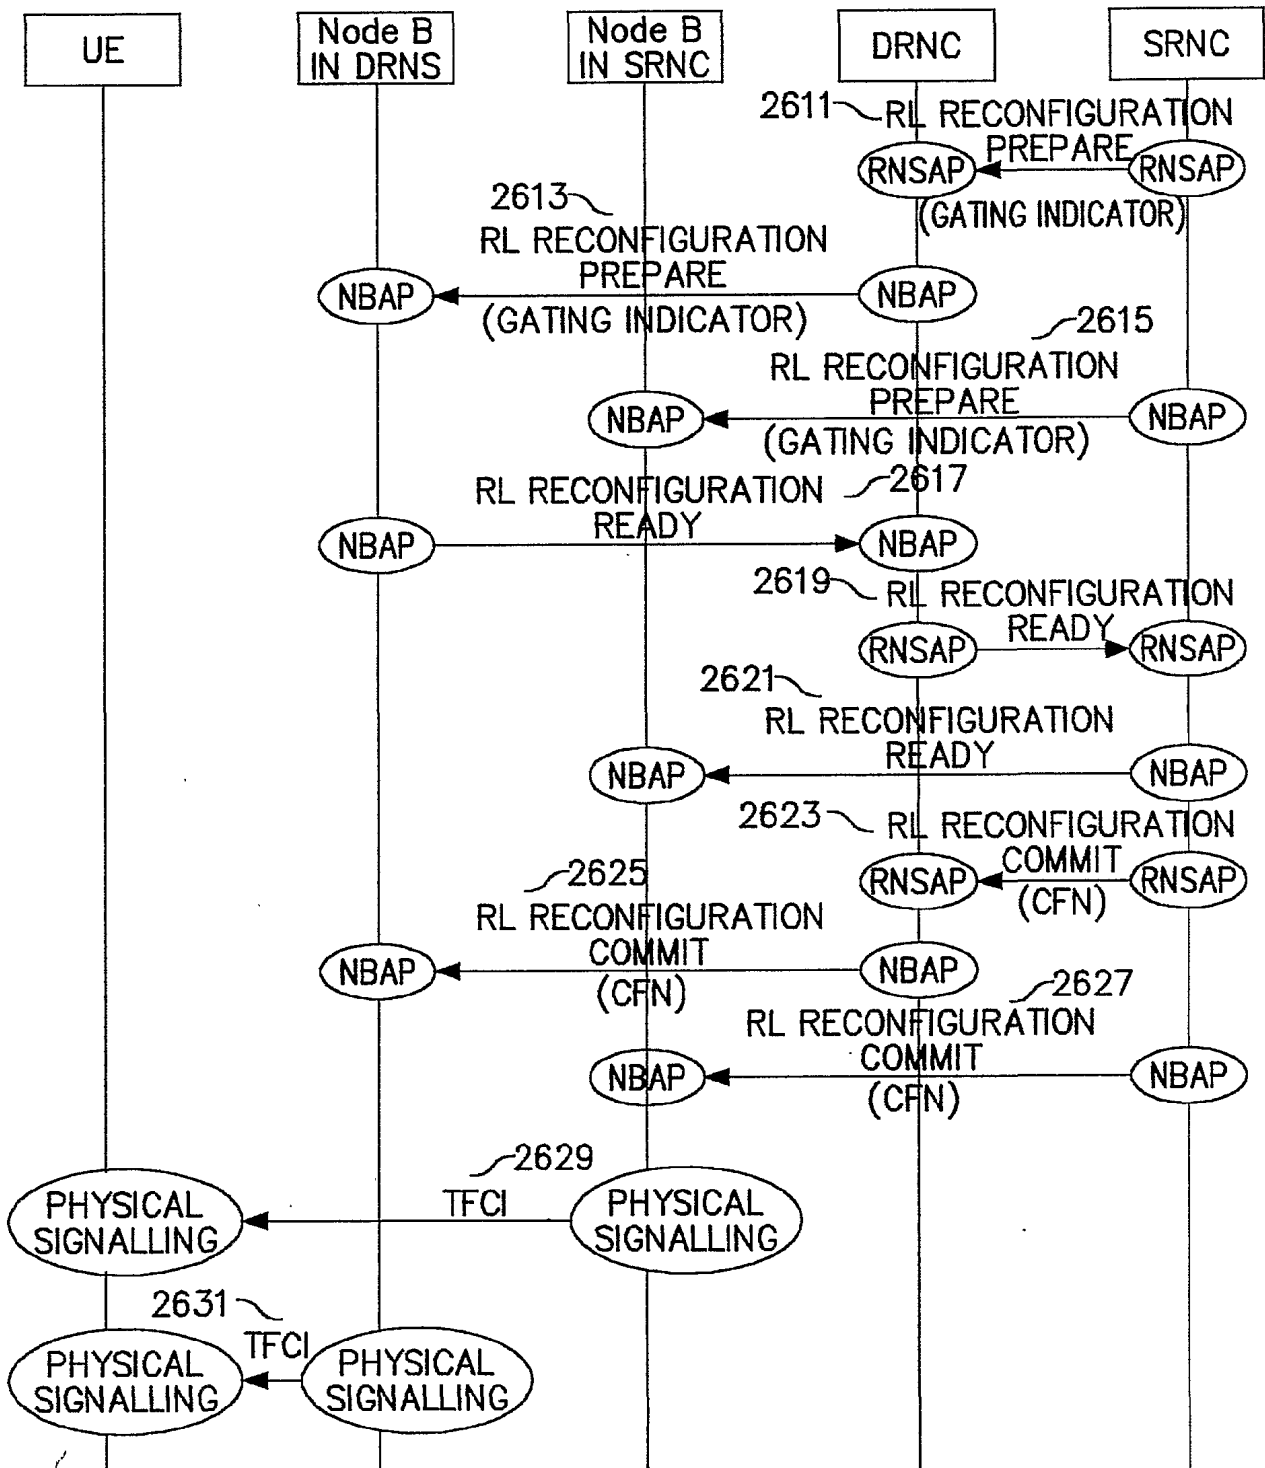 UE
Node B
IN DRNS
Node B
IN SRNC
DRNC
SRNC
2611
RL RECONFIGURATION
PREPARE
RNSAP
RNSAP
(GATING INDICATOR)
2613
RL RECONFIGURATION
PREPARE
NBAP
NBAP
(GATING INDICATOR)
2615
RL RECONFIGURATION
PREPARE
NBAP
NBAP
(GATING INDICATOR)
2617
RL RECONFIGURATION
READY
NBAP
NBAP
2619
RL RECONFIGURATION
READY
RNSAP
RNSAP
2621
RL RECONFIGURATION
READY
NBAP
NBAP
2623
RL RECONFIGURATION
COMMIT
RNSAP
RNSAP
(CFN)
2625
RL RECONFIGURATION
COMMIT
NBAP
NBAP
(CFN)
2627
RL RECONFIGURATION
COMMIT
NBAP
NBAP
(CFN)
2629
PHYSICAL
SIGNALLING
TFCI
PHYSICAL
SIGNALLING
2631
PHYSICAL
SIGNALLING
TFCI
PHYSICAL
SIGNALLING